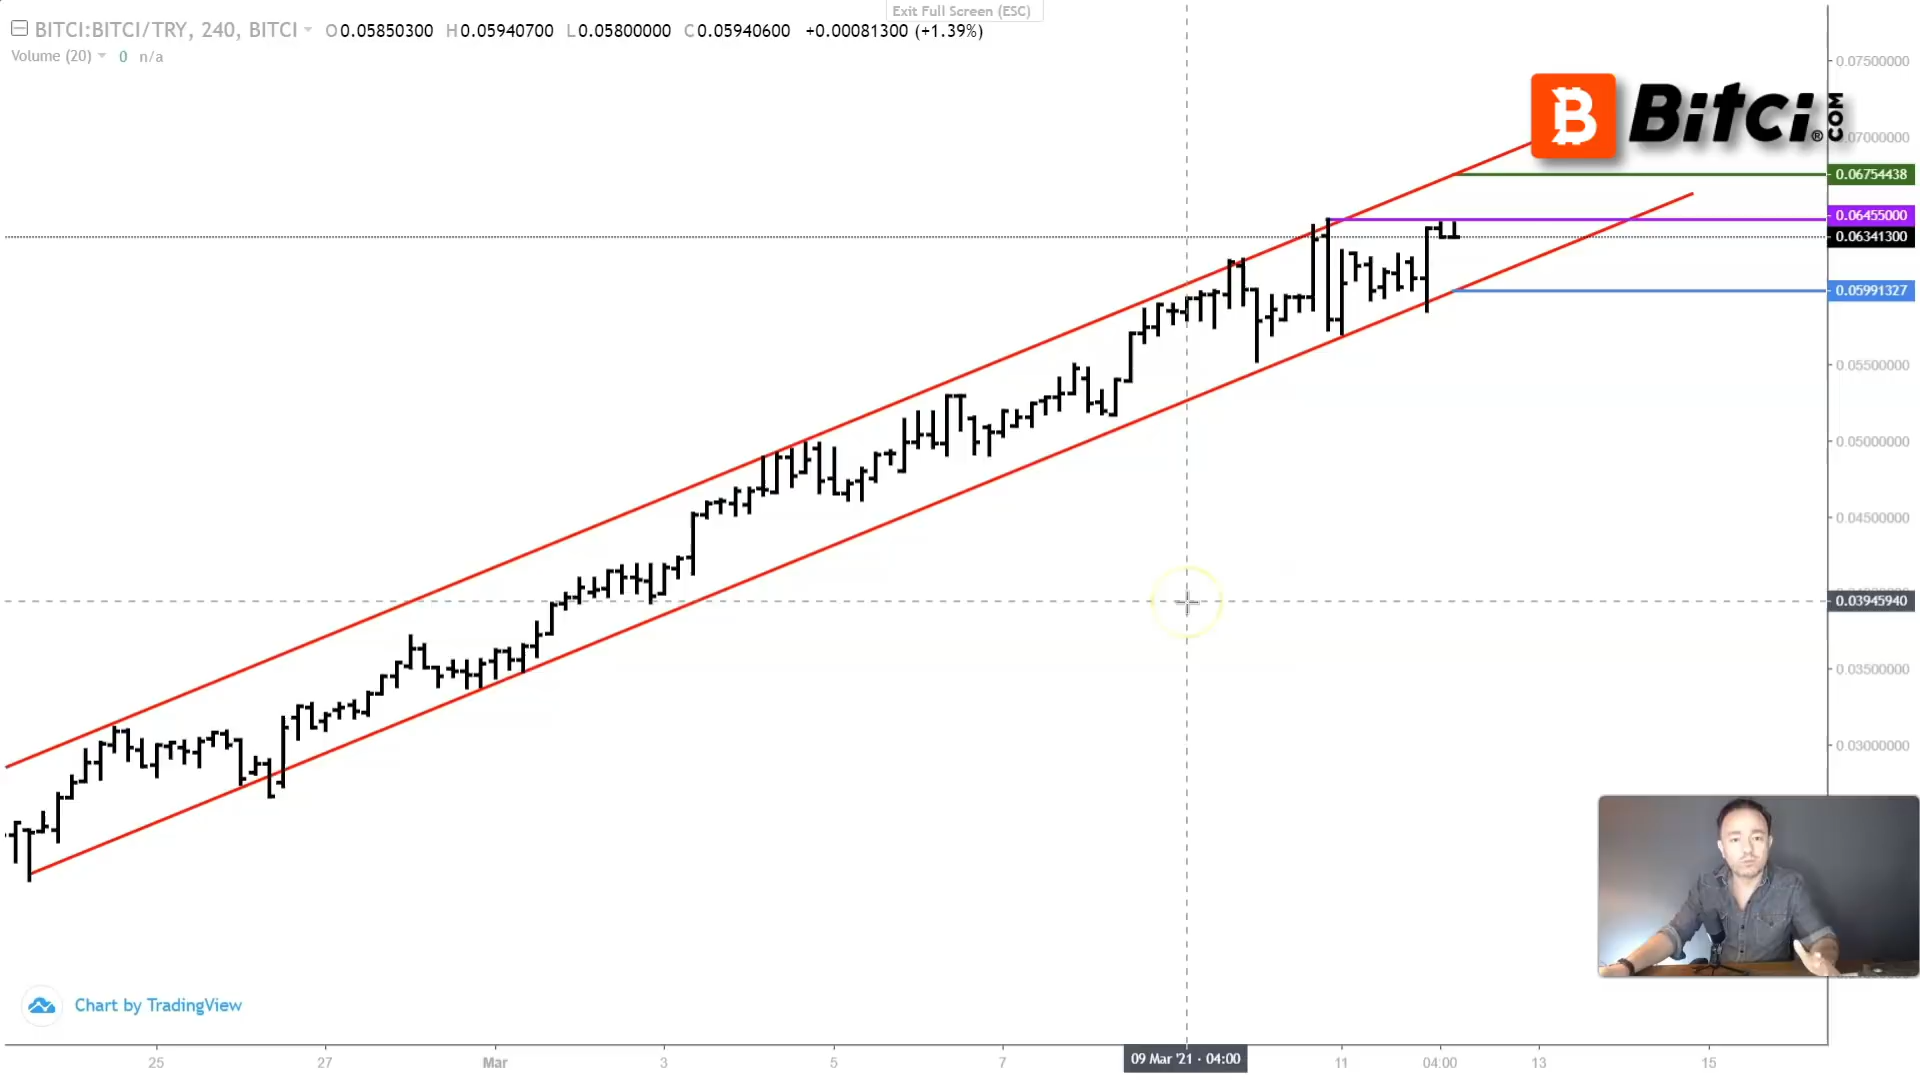 Exit Full Screen (ESC)
BITCI:BITCI/TRY, 240, BITCI O0.05850300 H0.05940700 L0.05800000 C0.05940600 +0.00081300 (+1.39%)
Volume (20) 0 n/a
0.07500000
Bitci®.COM
0.07000000
0.06754438
0.06455000
0.06341300
0.05991327
0.05500000
0.05000000
0.04500000
0.03945940
0.03500000
0.03000000
Chart by TradingView
25 27 Mar 3 5 7 09 Mar '21 · 04:00 11 04:00 13 15